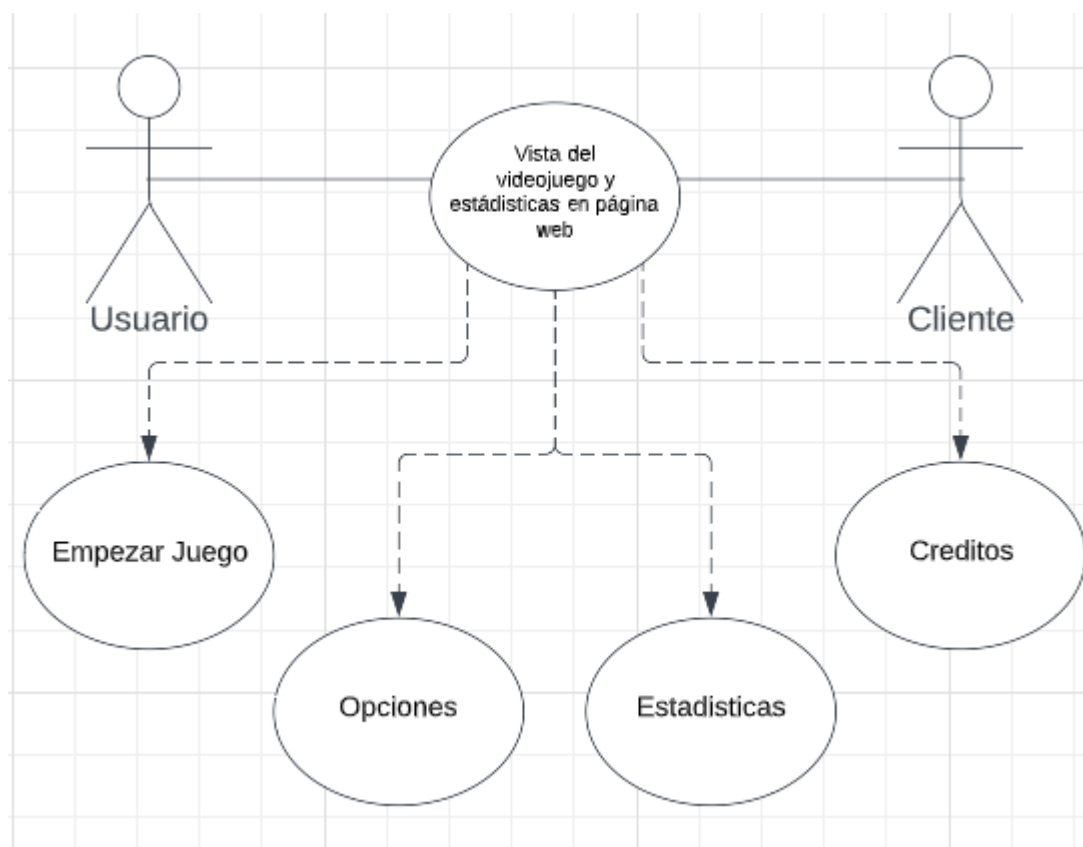 Vista del
videojuego y
estádisticas en página
web
Usuario
Cliente
Empezar Juego
Creditos
Opciones
Estadisticas